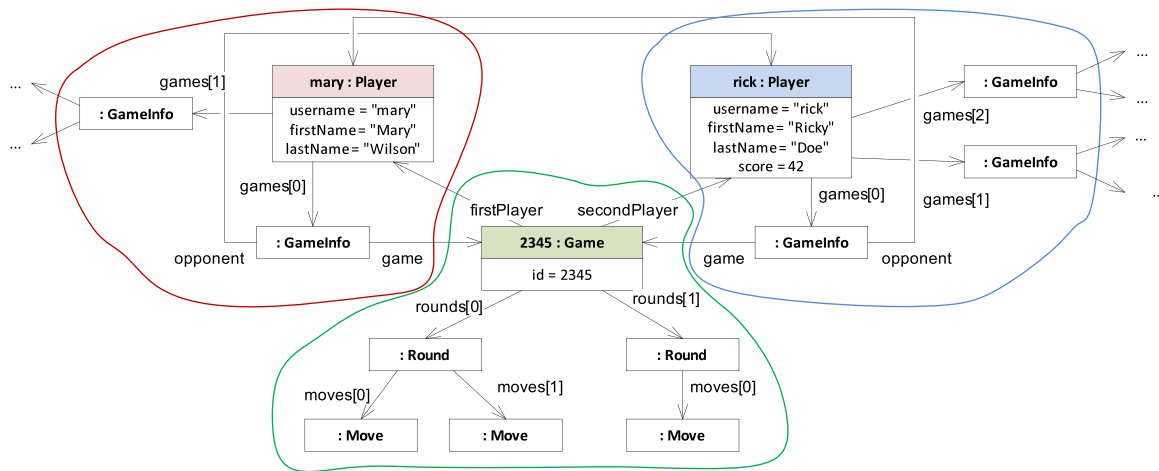 mary : Player
username = "mary"
firstName = "Mary"
lastName = "Wilson"
rick : Player
username = "rick"
firstName = "Ricky"
lastName = "Doe"
score = 42
games[1]
: GameInfo
...
...
games[0]
: GameInfo
opponent
game
firstPlayer
secondPlayer
2345 : Game
id = 2345
games[0]
: GameInfo
game
opponent
: GameInfo
games[2]
...
...
: GameInfo
games[1]
...
..
rounds[0]
rounds[1]
: Round
: Round
moves[0]
moves[1]
moves[0]
: Move
: Move
: Move